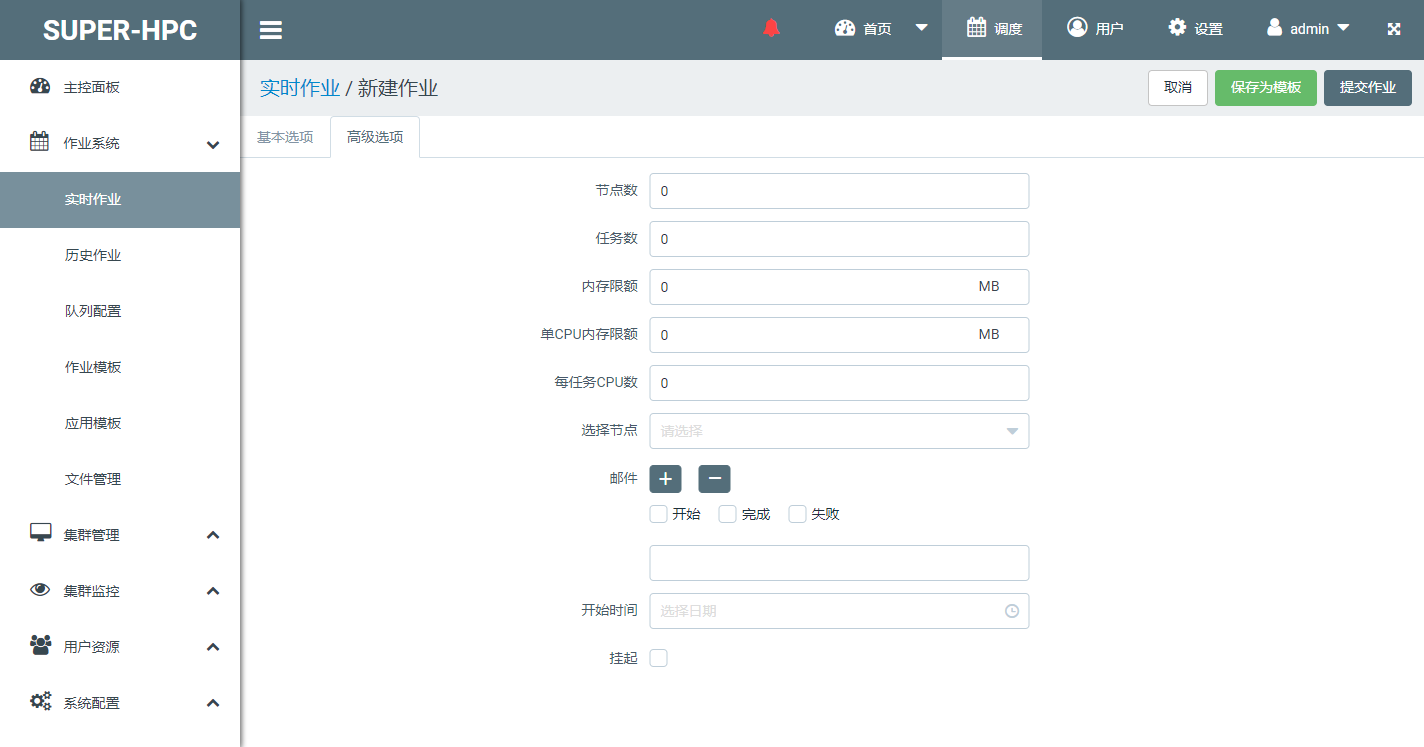 SUPER-HPC
首页
调度
用户
设置
admin
主控面板
作业系统
实时作业
历史作业
队列配置
作业模板
应用模板
文件管理
集群管理
集群监控
用户资源
系统配置
实时作业 / 新建作业
取消
保存为模板
提交作业
基本选项
高级选项
节点数 0
任务数 0
内存限额 0 MB
单CPU内存限额 0 MB
每任务CPU数 0
选择节点 请选择
邮件
开始 完成 失败
开始时间 选择日期
挂起